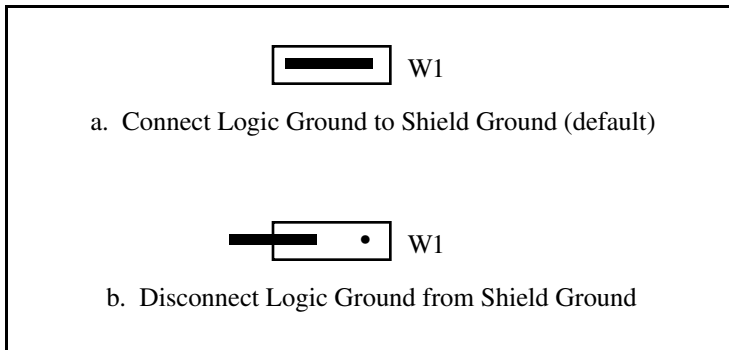 W1
a. Connect Logic Ground to Shield Ground (default)
W1
b. Disconnect Logic Ground from Shield Ground